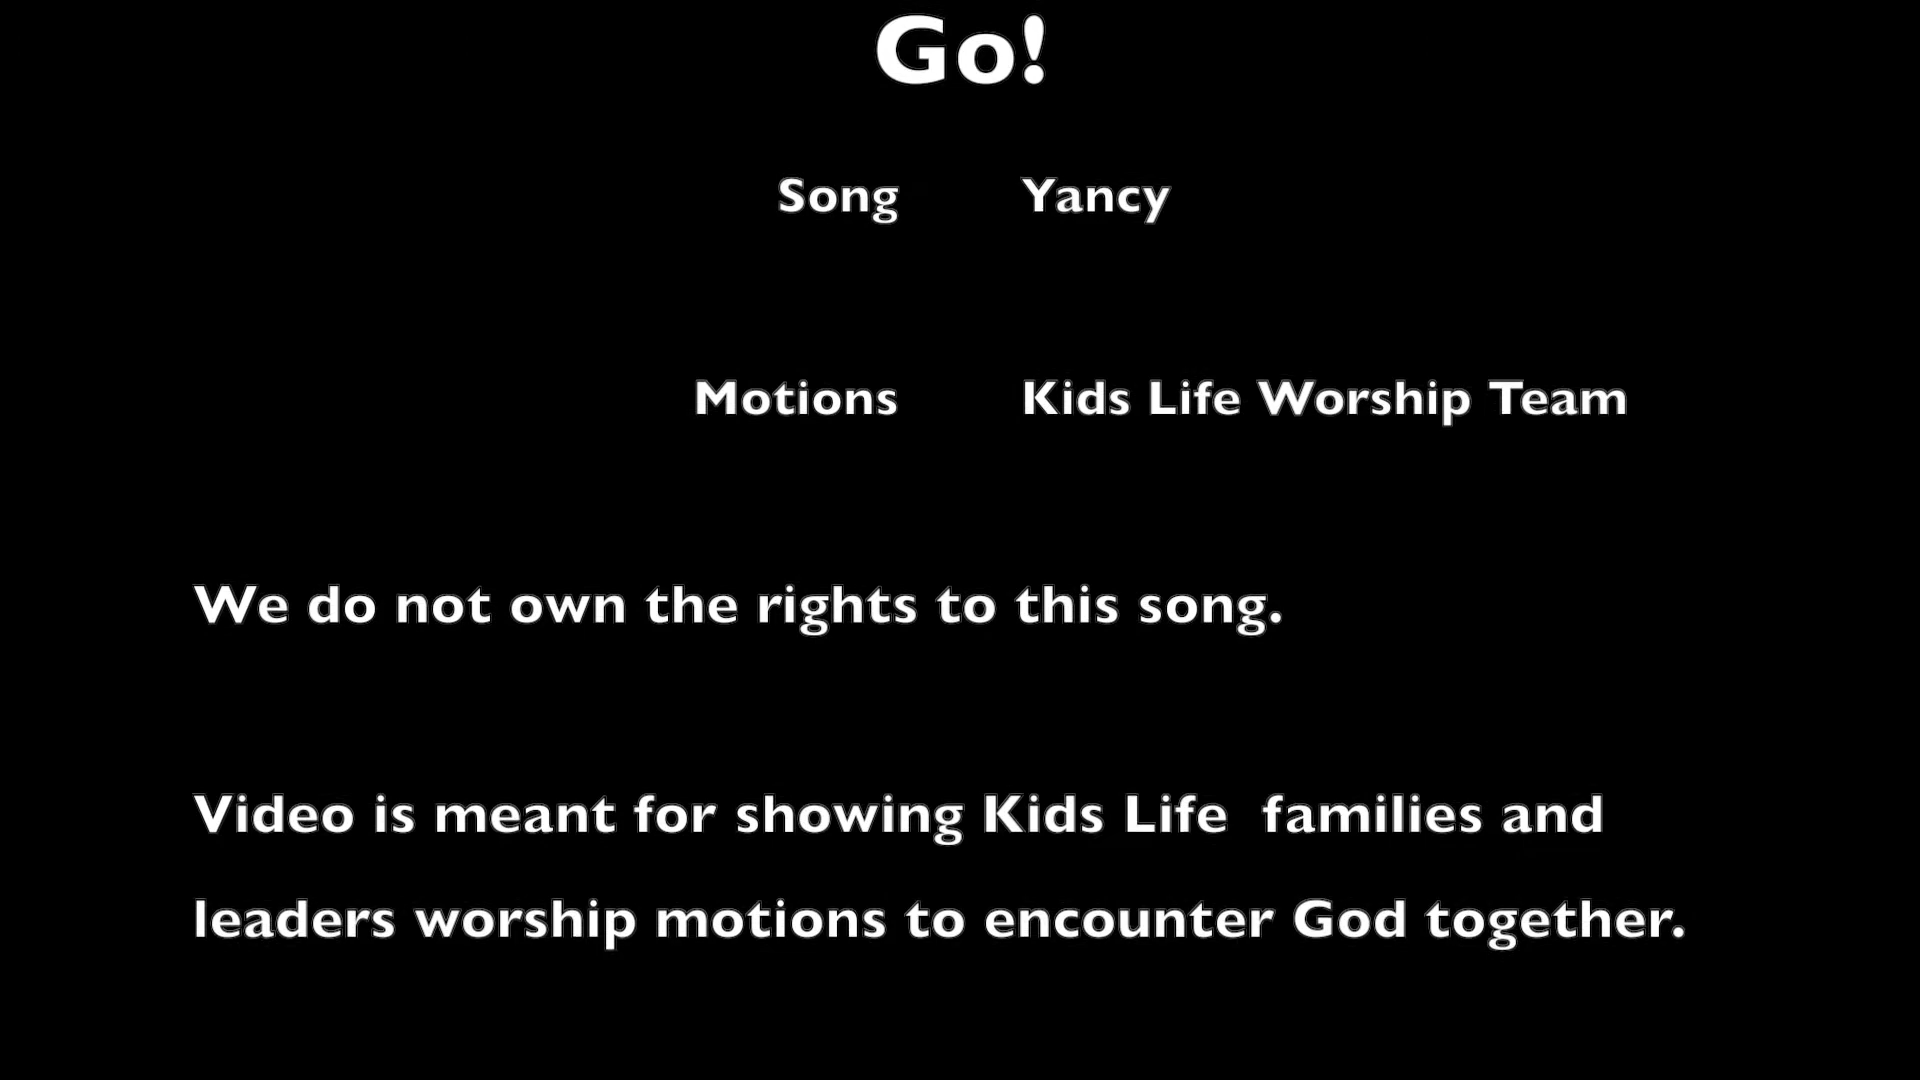 Go!
Song Yancy
Motions Kids Life Worship Team
We do not own the rights to this song.
Video is meant for showing Kids Life families and
leaders worship motions to encounter God together.